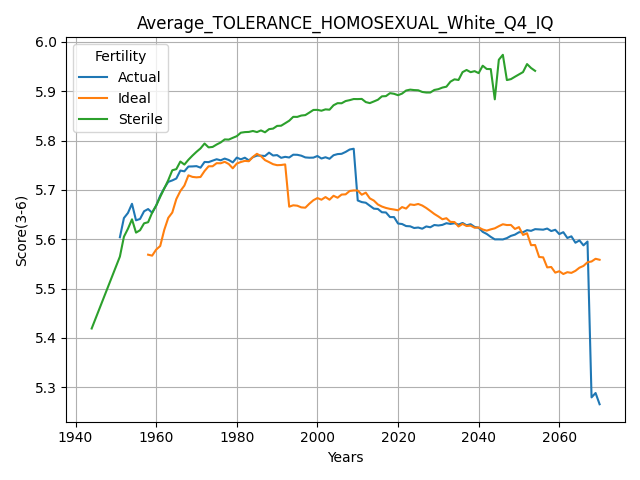 Average_TOLERANCE_HOMOSEXUAL_White_Q4_IQ
Fertility
Actual
Ideal
Sterile
Score(3-6)
6.0
5.9
5.8
5.7
5.6
5.5
5.4
5.3
1940 1960 1980 2000 2020 2040 2060
Years